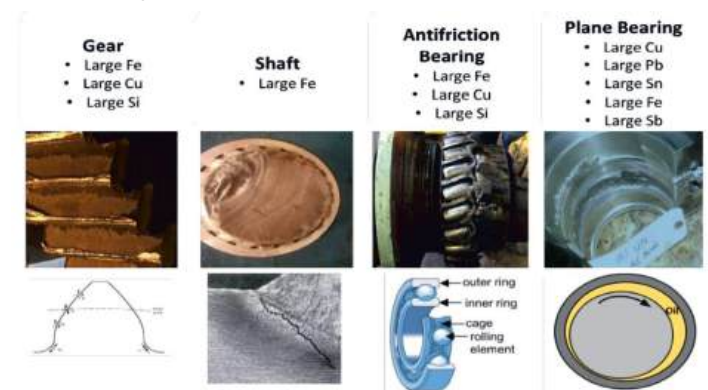 Gear
• Large Fe
• Large Cu
• Large Si
Shaft
• Large Fe
Antifriction
Bearing
• Large Fe
• Large Cu
• Large Si
Plane Bearing
• Large Cu
• Large Pb
• Large Sn
• Large Fe
• Large Sb
outer ring
inner ring
cage
rolling
element
Oil